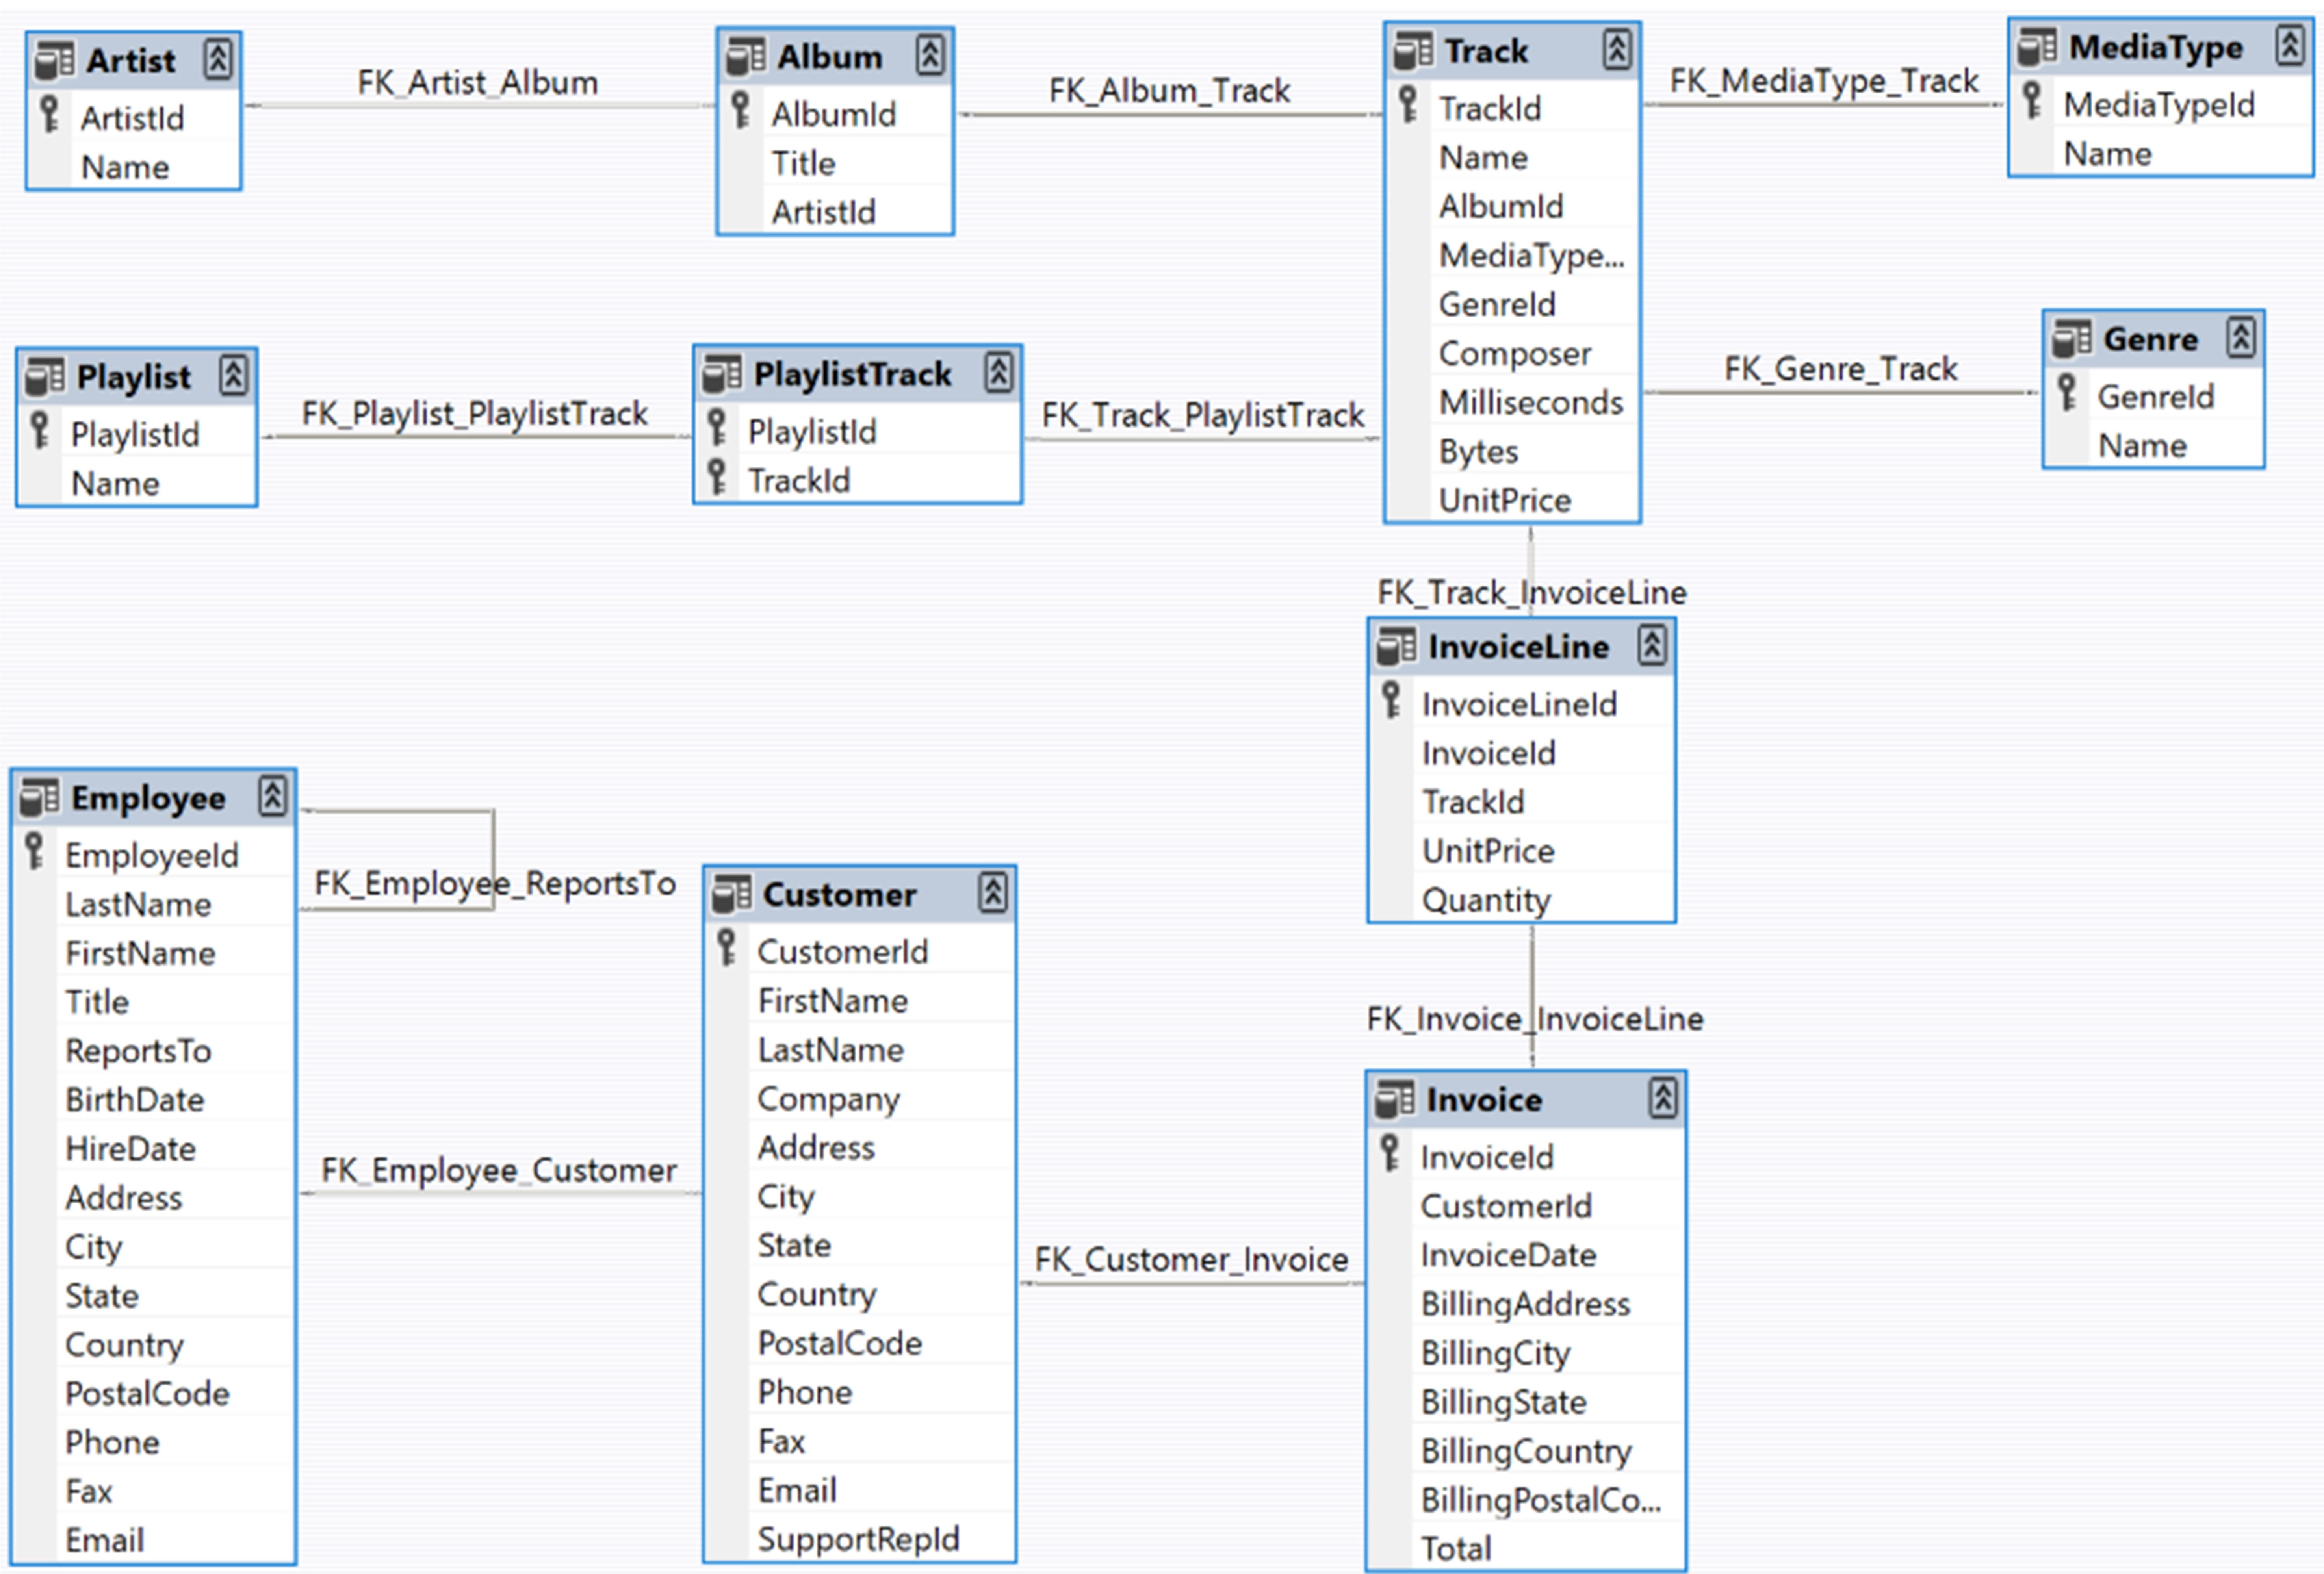 Artist
ArtistId
Name
FK_Artist_Album
Album
AlbumId
Title
ArtistId
FK_Album_Track
Track
TrackId
Name
AlbumId
MediaType...
GenreId
Composer
Milliseconds
Bytes
UnitPrice
FK_MediaType_Track
MediaType
MediaTypeId
Name
Playlist
PlaylistId
Name
FK_Playlist_PlaylistTrack
PlaylistTrack
PlaylistId
TrackId
FK_Track_PlaylistTrack
FK_Genre_Track
Genre
GenreId
Name
FK_Track_InvoiceLine
InvoiceLine
InvoiceLineId
InvoiceId
TrackId
UnitPrice
Quantity
Employee
EmployeeId
LastName
FirstName
Title
ReportsTo
BirthDate
HireDate
Address
City
State
Country
PostalCode
Phone
Fax
Email
FK_Employee_ReportsTo
FK_Employee_Customer
Customer
CustomerId
FirstName
LastName
Company
Address
City
State
Country
PostalCode
Phone
Fax
Email
SupportRepId
FK_Customer_Invoice
FK_Invoice_InvoiceLine
Invoice
InvoiceId
CustomerId
InvoiceDate
BillingAddress
BillingCity
BillingState
BillingCountry
BillingPostalCo...
Total